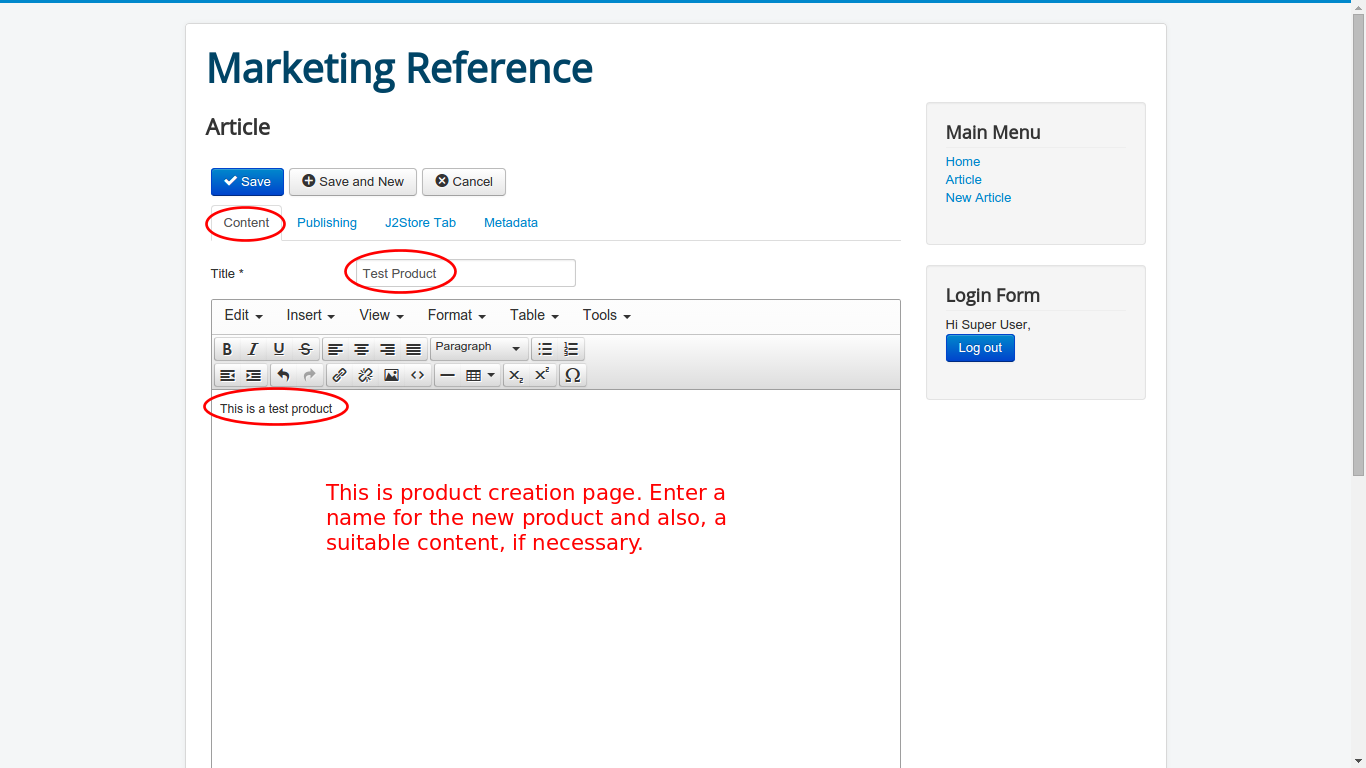 Marketing Reference
Article
Save
Save and New
Cancel
Content
Publishing
J2Store Tab
Metadata
Title *
Test Product
Edit
Insert
View
Format
Table
Tools
Paragraph
This is a test product
This is product creation page. Enter a
name for the new product and also, a
suitable content, if necessary.
Main Menu
Home
Article
New Article
Login Form
Hi Super User,
Log out